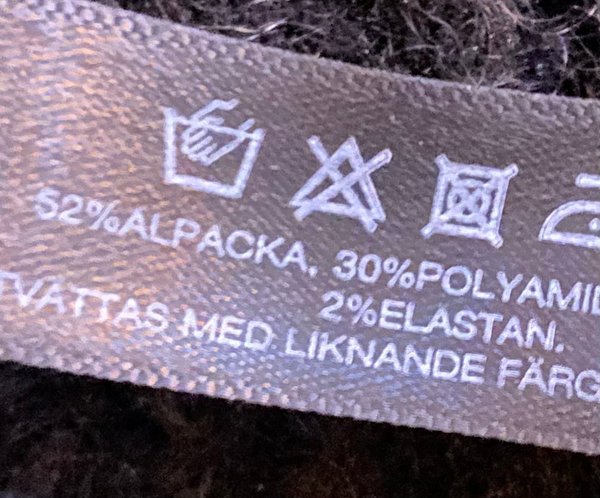 52%ALPACKA, 30%POLYAMID
2%ELASTAN.
TVÄTTAS MED LIKNANDE FÄRG